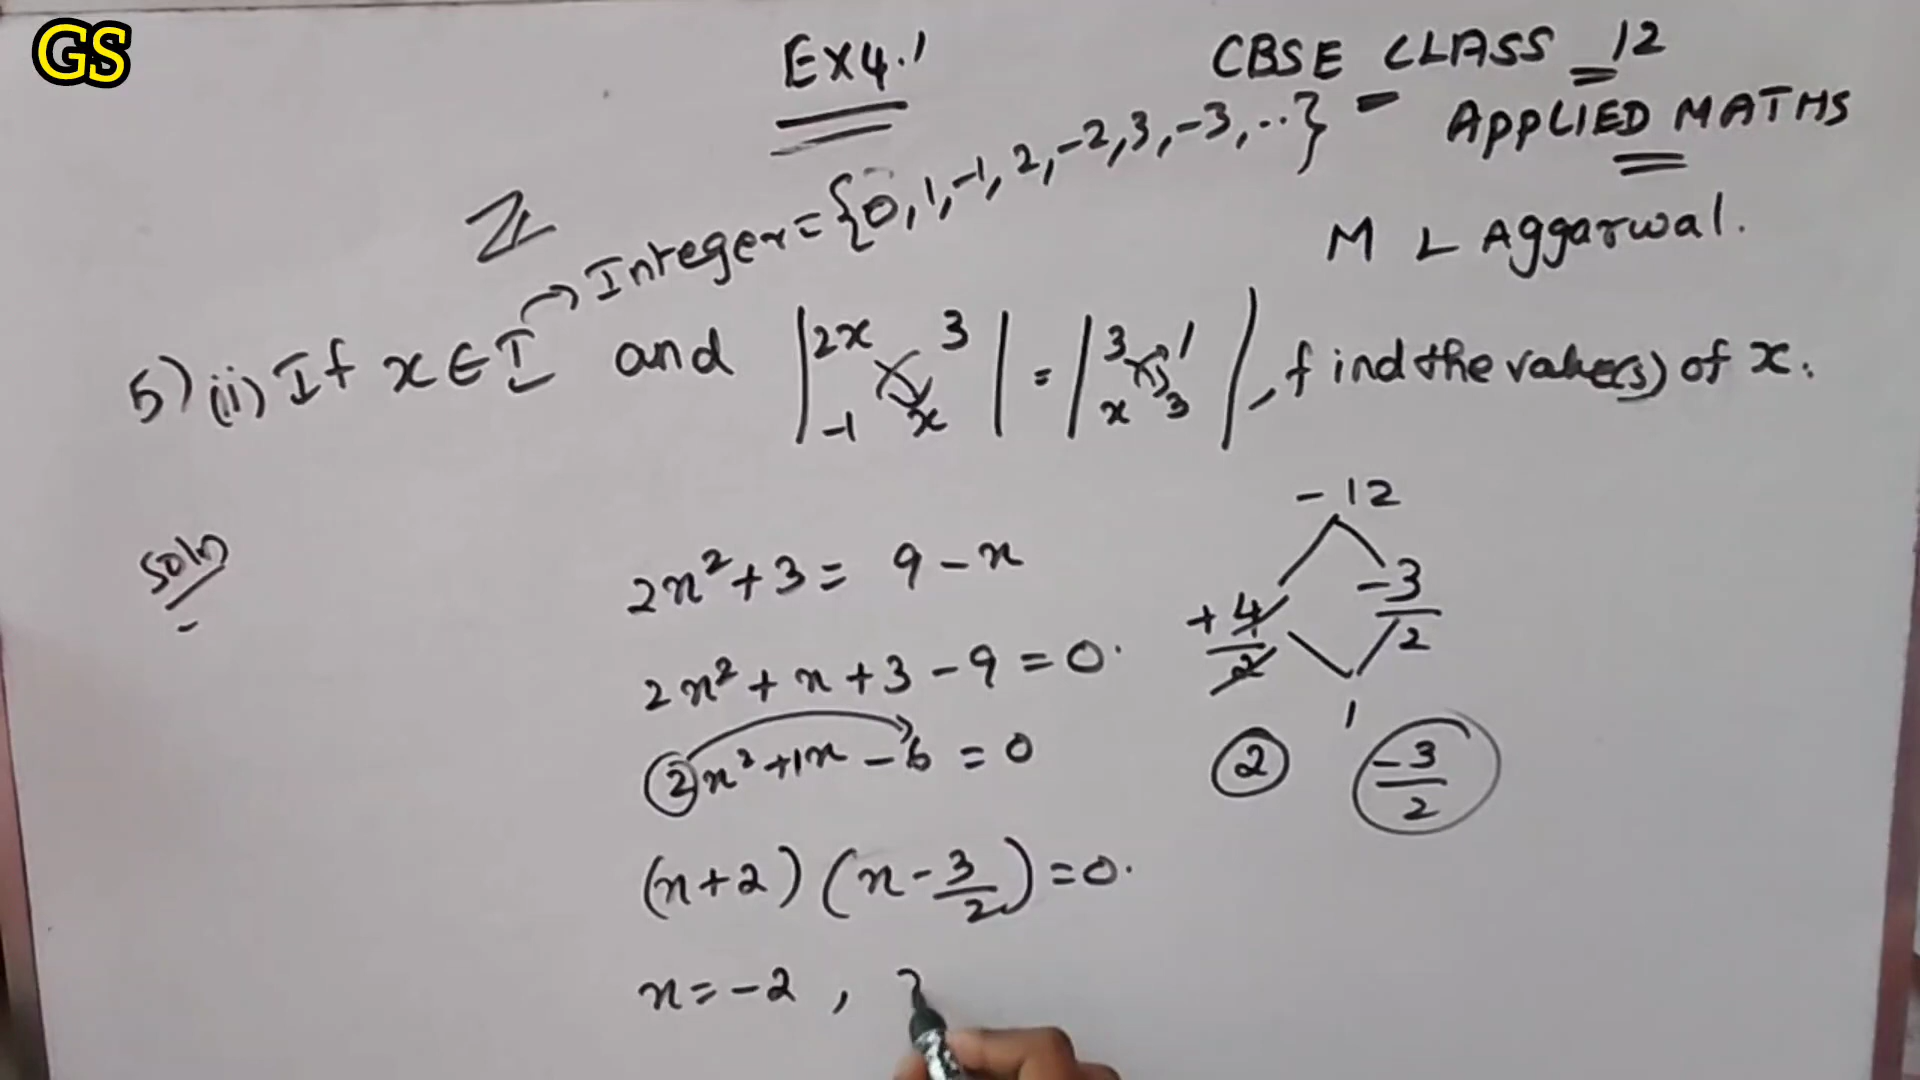 GS
EX 4.1
CBSE CLASS - 12
- APPLIED MATHS
M L Aggarwal.
Z
→ Integer = {0, 1, -1, 2, -2, 3, -3, ..}
5) (ii) If x ∈ I and |2x 3| = |3 1|, find the value(s) of x.
|-1 x| |x 3|
Soln
2x² + 3 = 9 - x
2x² + x + 3 - 9 = 0.
2x² + 1x - 6 = 0
(x+2) (x - 3/2) = 0.
x = -2 ,
- 12
+ 4/2 - 3/2
1
2 -3/2